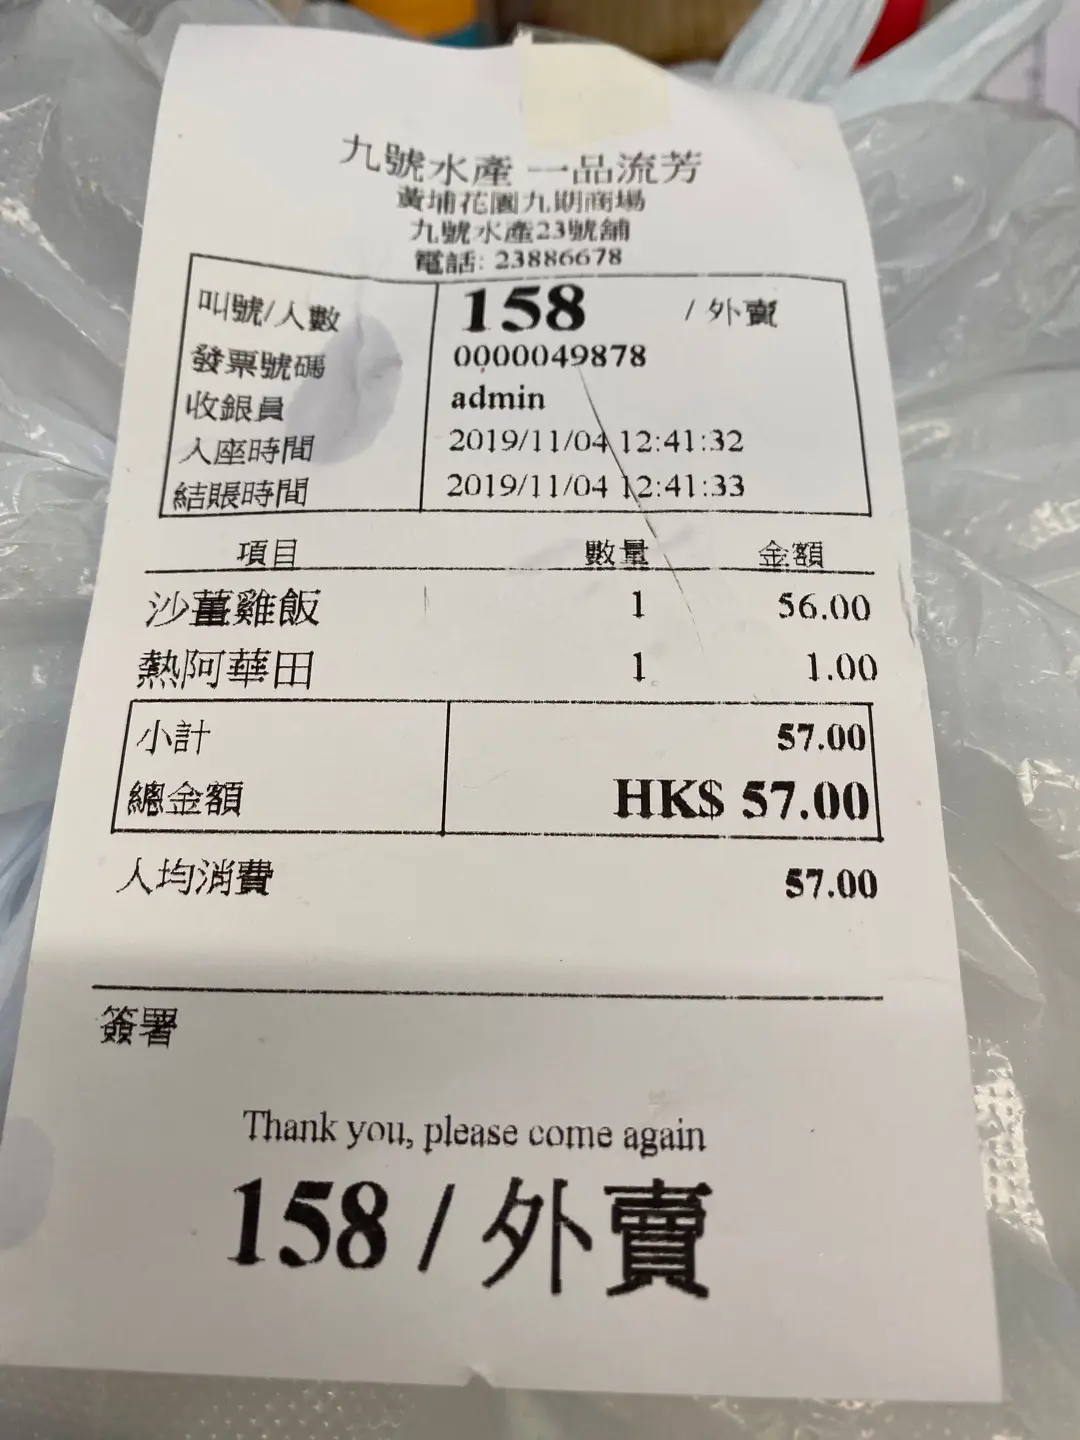 九號水產 一品流芳
黃埔花園九期商場
九號水產23號舖
電話: 23886678
叫號/人數 158 / 外賣
發票號碼 0000049878
收銀員 admin
入座時間 2019/11/04 12:41:32
結賬時間 2019/11/04 12:41:33
項目 數量 金額
沙薑雞飯 1 56.00
熱阿華田 1 1.00
小計 57.00
總金額 HK$ 57.00
人均消費 57.00
簽署
Thank you, please come again
158 / 外賣